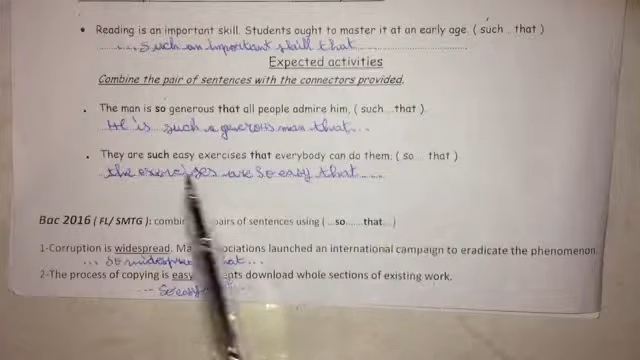 • Reading is an important skill. Students ought to master it at an early age. ( such .. that )
.... such an important skill that ....
Expected activities
Combine the pair of sentences with the connectors provided.
• The man is so generous that all people admire him. ( such ...that )
He is such a generous man that...
• They are such easy exercises that everybody can do them. ( so ... that )
the exercises are so easy that ....
Bac 2016 ( FL/ SMTG ): pairs of sentences using ( ...so.......that... )
1-Corruption is widespread. launched an international campaign to eradicate the phenomenon.
... so widespread ...
2-The process of copying is easy download whole sections of existing work.
... so easy